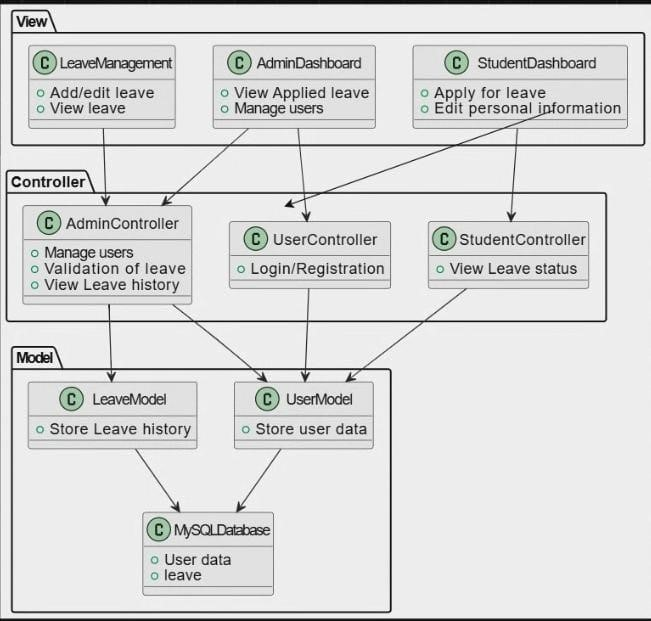 View
C LeaveManagement
Add/edit leave
View leave
C AdminDashboard
View Applied leave
Manage users
C StudentDashboard
Apply for leave
Edit personal information
Controller
C AdminController
Manage users
Validation of leave
View Leave history
C UserController
Login/Registration
C StudentController
View Leave status
Model
C LeaveModel
Store Leave history
C UserModel
Store user data
C MySQLDatabase
User data
leave